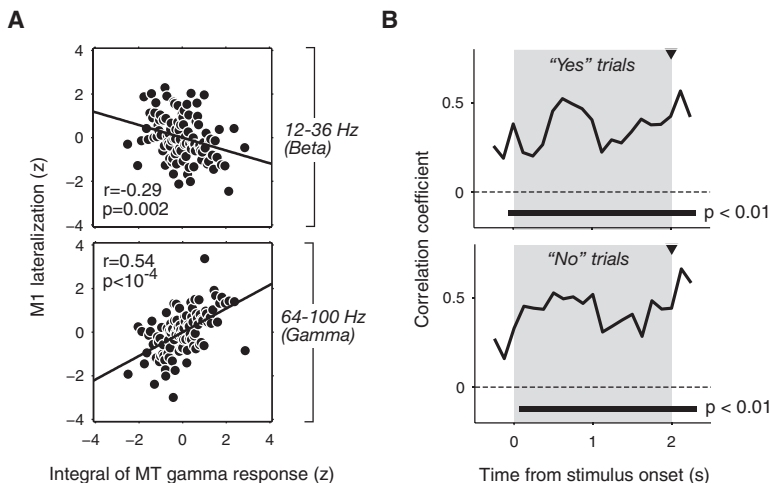 A
M1 lateralization (z)
4
2
0
−2
−4
r=-0.29
p=0.002
12-36 Hz
(Beta)
4
2
0
−2
−4
r=0.54
p<10-4
64-100 Hz
(Gamma)
−4
−2
0
2
4
Integral of MT gamma response (z)
B
Correlation coefficient
“Yes” trials
0.5
0
p < 0.01
“No” trials
0.5
0
p < 0.01
0
1
2
Time from stimulus onset (s)